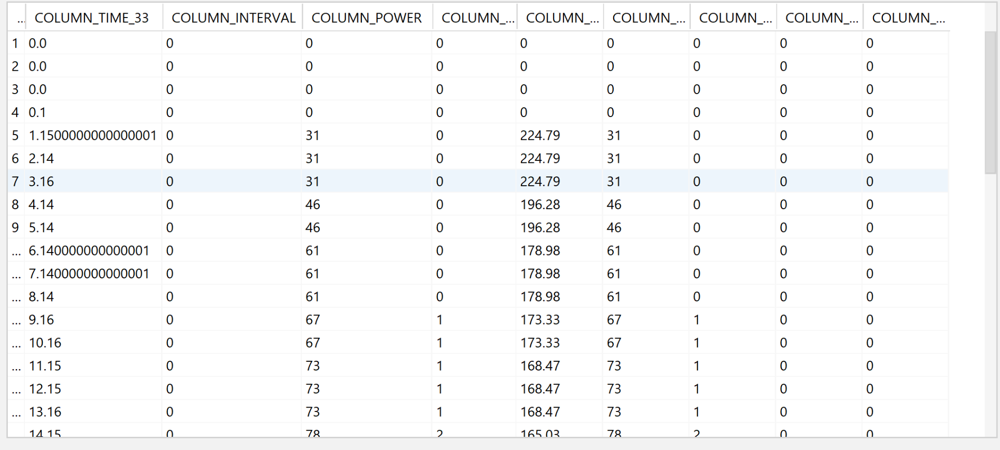 ... COLUMN_TIME_33 COLUMN_INTERVAL COLUMN_POWER COLUMN_... COLUMN_... COLUMN_... COLUMN_... COLUMN_... COLUMN_...
1 0.0 0 0 0 0 0 0 0 0
2 0.0 0 0 0 0 0 0 0 0
3 0.0 0 0 0 0 0 0 0 0
4 0.1 0 0 0 0 0 0 0 0
5 1.1500000000000001 0 31 0 224.79 31 0 0 0
6 2.14 0 31 0 224.79 31 0 0 0
7 3.16 0 31 0 224.79 31 0 0 0
8 4.14 0 46 0 196.28 46 0 0 0
9 5.14 0 46 0 196.28 46 0 0 0
... 6.140000000000001 0 61 0 178.98 61 0 0 0
... 7.140000000000001 0 61 0 178.98 61 0 0 0
... 8.14 0 61 0 178.98 61 0 0 0
... 9.16 0 67 1 173.33 67 1 0 0
... 10.16 0 67 1 173.33 67 1 0 0
... 11.15 0 73 1 168.47 73 1 0 0
... 12.15 0 73 1 168.47 73 1 0 0
... 13.16 0 73 1 168.47 73 1 0 0
14.15 0 78 2 165.03 78 2 0 0